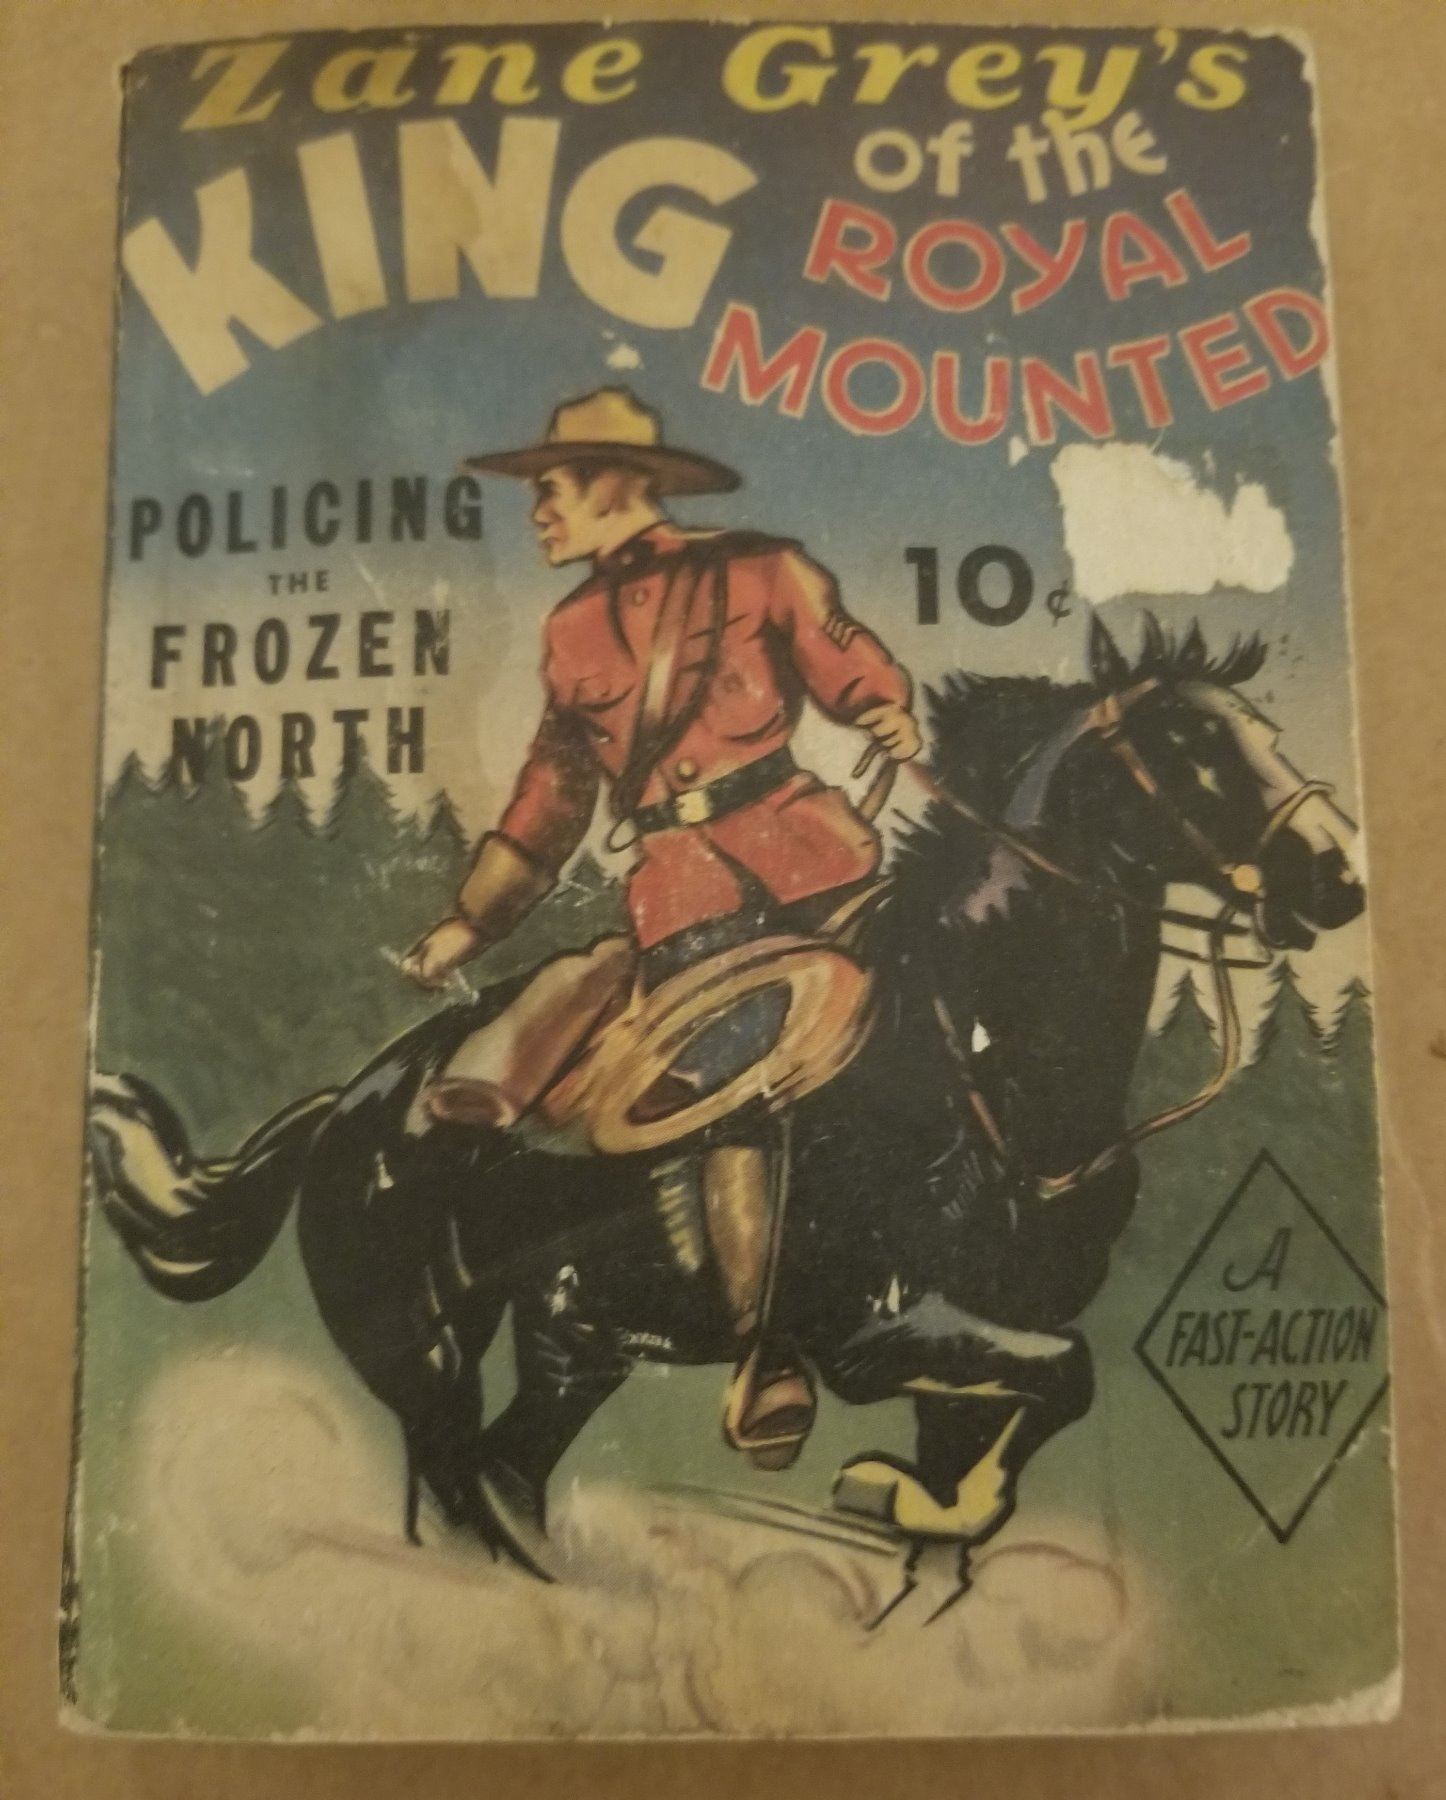 Zane Grey's
KING of the
ROYAL
MOUNTED
POLICING
THE
FROZEN
NORTH
10¢
A
FAST-ACTION
STORY